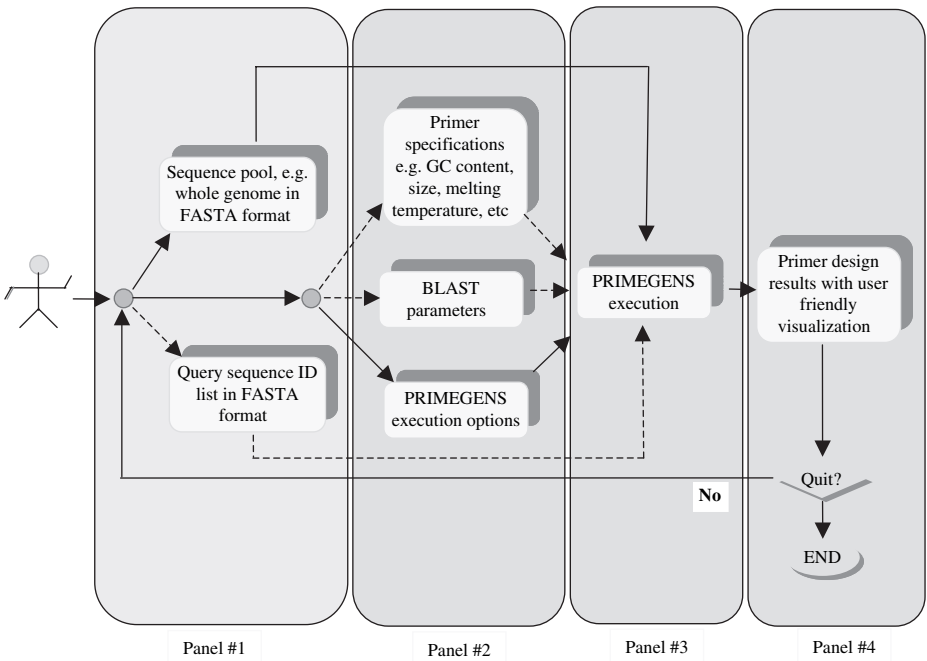 Sequence pool, e.g.
whole genome in
FASTA format
Query sequence ID
list in FASTA
format
Primer
specifications
e.g. GC content,
size, melting
temperature, etc
BLAST
parameters
PRIMEGENS
execution options
PRIMEGENS
execution
Primer design
results with user
friendly
visualization
Quit?
No
END
Panel #1
Panel #2
Panel #3
Panel #4